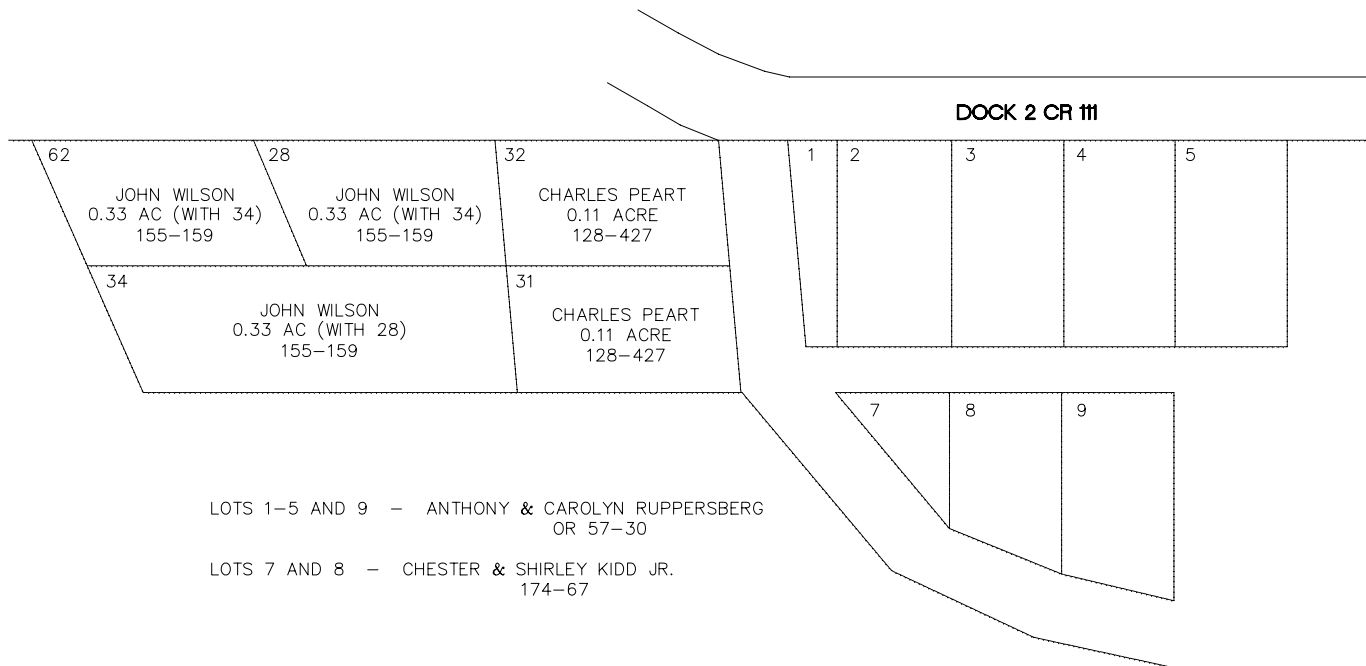 DOCK 2 CR 111
62
28
32
1
2
3
4
5
JOHN WILSON
0.33 AC (WITH 34)
155-159
JOHN WILSON
0.33 AC (WITH 34)
155-159
CHARLES PEART
0.11 ACRE
128-427
34
31
JOHN WILSON
0.33 AC (WITH 28)
155-159
CHARLES PEART
0.11 ACRE
128-427
7
8
9
LOTS 1-5 AND 9 - ANTHONY & CAROLYN RUPPERSBERG
OR 57-30
LOTS 7 AND 8 - CHESTER & SHIRLEY KIDD JR.
174-67